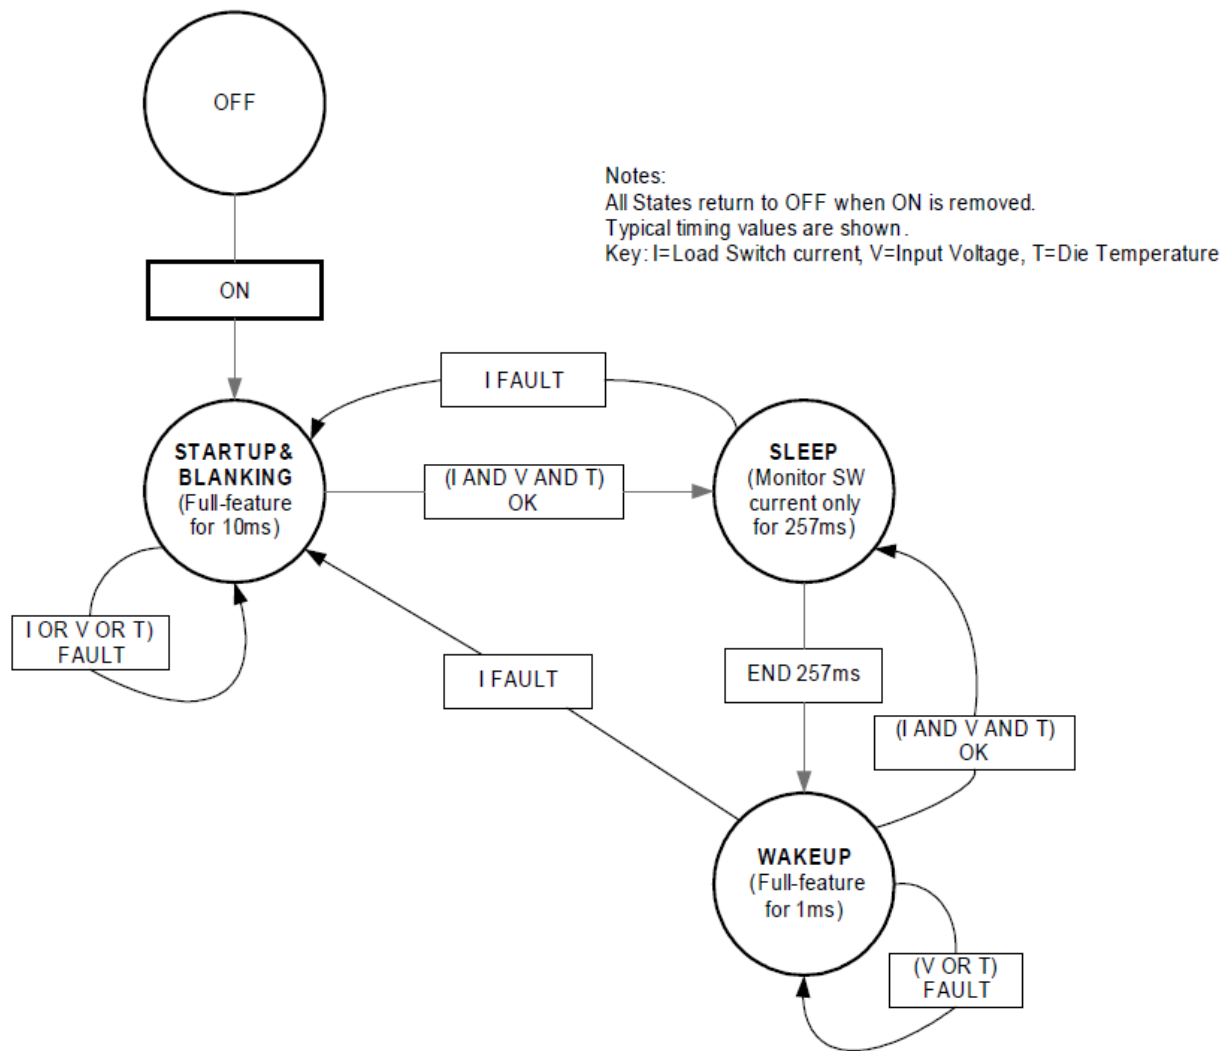 OFF
Notes:
All States return to OFF when ON is removed.
Typical timing values are shown.
Key: I=Load Switch current, V=Input Voltage, T=Die Temperature
ON
I FAULT
STARTUP&
BLANKING
(Full-feature
for 10ms)
(I AND V AND T)
OK
SLEEP
(Monitor SW
current only
for 257ms)
I OR V OR T)
FAULT
I FAULT
END 257ms
(I AND V AND T)
OK
WAKEUP
(Full-feature
for 1ms)
(V OR T)
FAULT